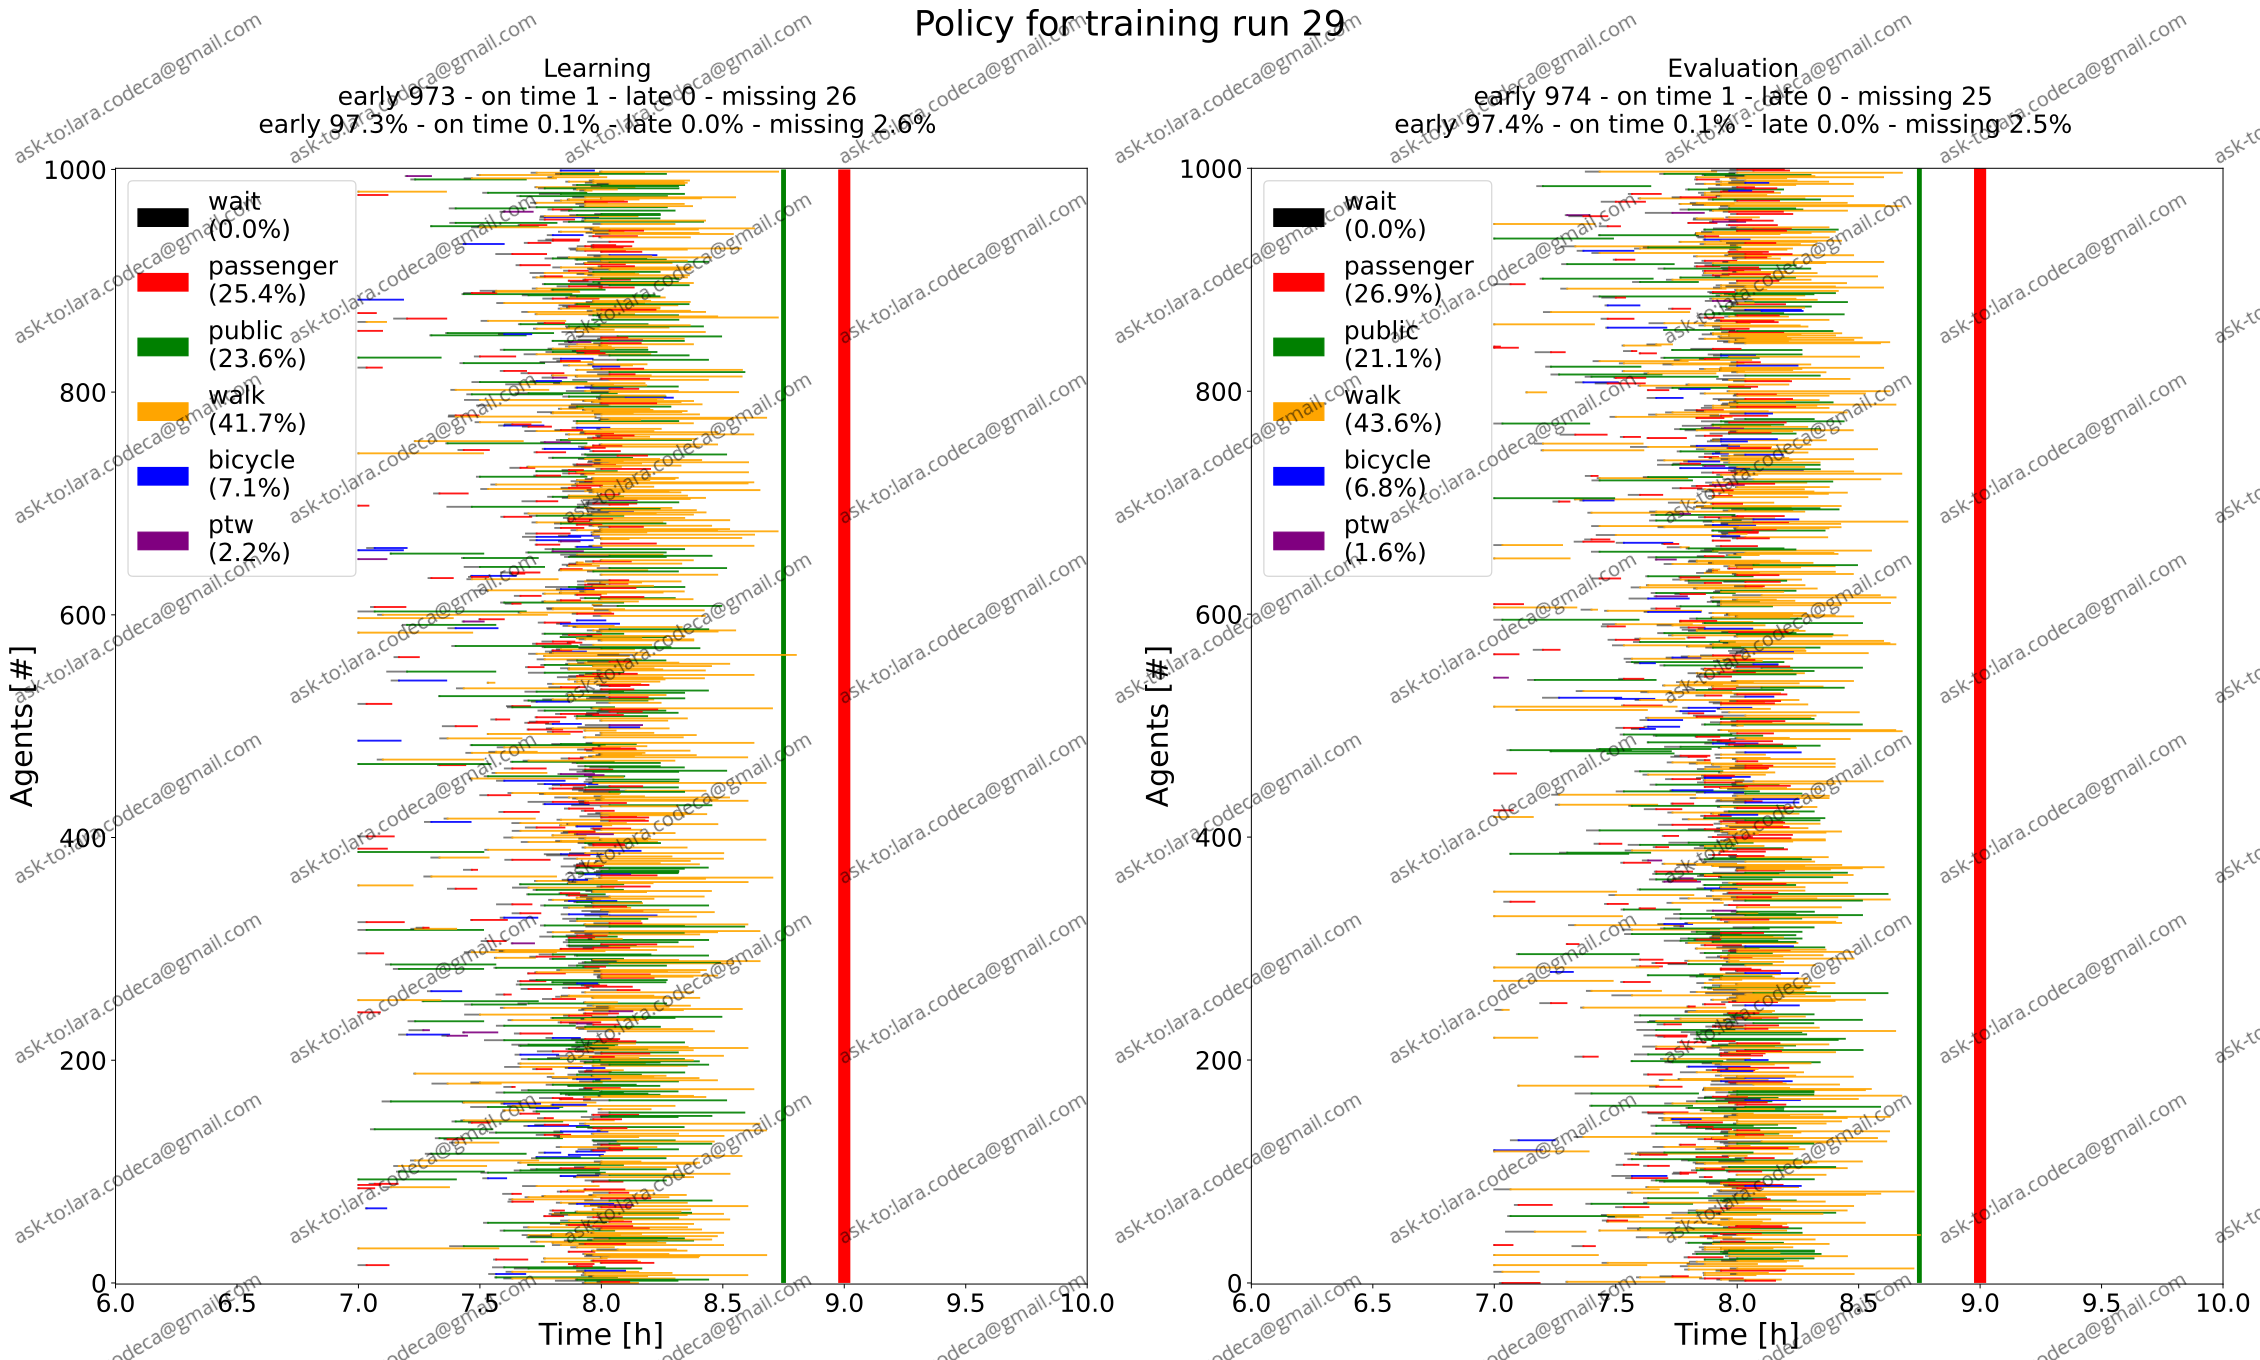 Policy for training run 29
Learning
early 973 - on time 1 - late 0 - missing 26
early 97.3% - on time 0.1% - late 0.0% - missing 2.6%
1000
800
600
400
200
0
Agents [#]
wait
(0.0%)
passenger
(25.4%)
public
(23.6%)
walk
(41.7%)
bicycle
(7.1%)
ptw
(2.2%)
6.0 6.5 7.0 7.5 8.0 8.5 9.0 9.5 10.0
Time [h]
Evaluation
early 974 - on time 1 - late 0 - missing 25
early 97.4% - on time 0.1% - late 0.0% - missing 2.5%
1000
800
600
400
200
0
Agents [#]
wait
(0.0%)
passenger
(26.9%)
public
(21.1%)
walk
(43.6%)
bicycle
(6.8%)
ptw
(1.6%)
6.0 6.5 7.0 7.5 8.0 8.5 9.0 9.5 10.0
Time [h]
ask-to:lara.codeca@gmail.com